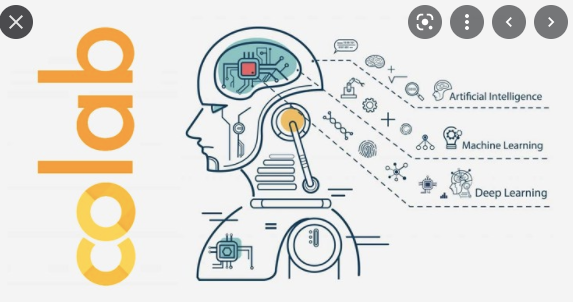 colab
Artificial Intelligence
Machine Learning
Deep Learning